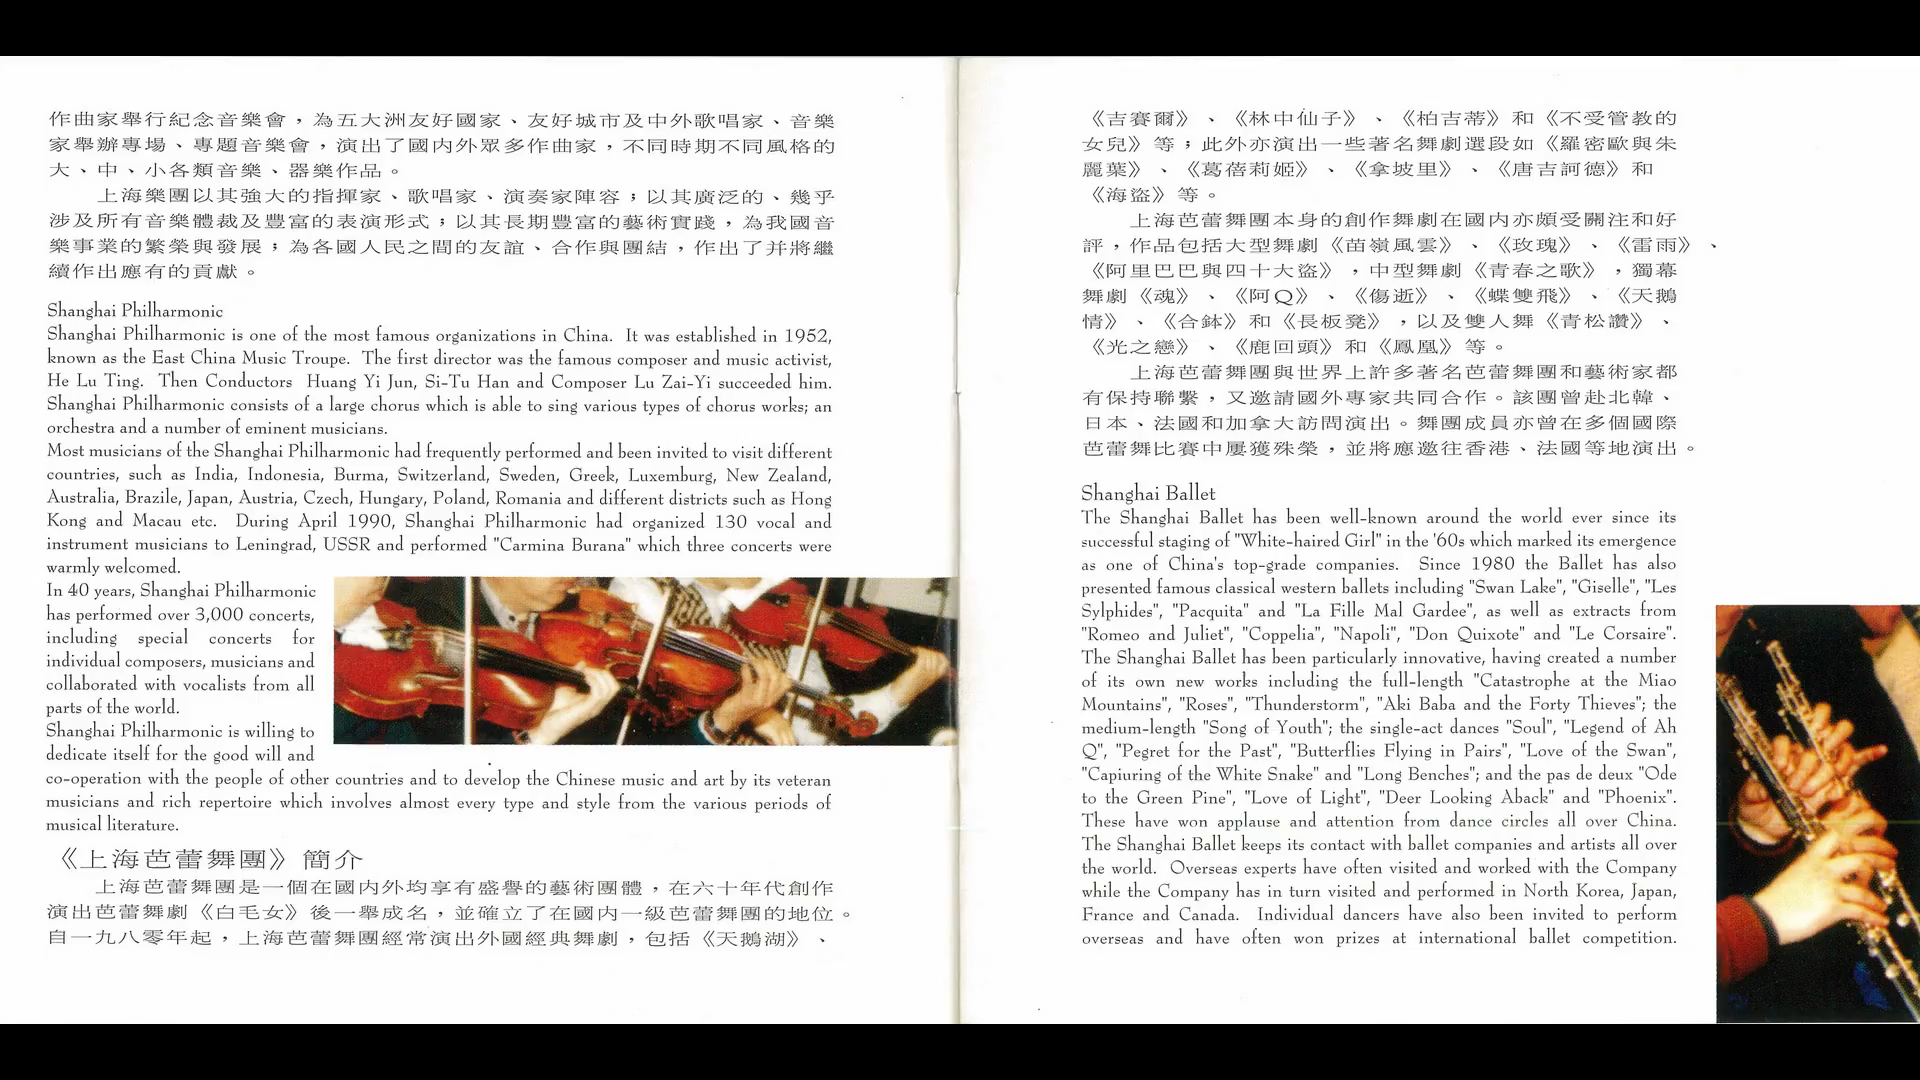 作曲家舉行紀念音樂會，為五大洲友好國家、友好城市及中外歌唱家、音樂
家舉辦專場、專題音樂會，演出了國內外眾多作曲家，不同時期不同風格的
大、中、小各類音樂、器樂作品。
上海樂團以其強大的指揮家、歌唱家、演奏家陣容；以其廣泛的、幾乎
涉及所有音樂體裁及豐富的表演形式；以其長期豐富的藝術實踐，為我國音
樂事業的繁榮與發展；為各國人民之間的友誼、合作與團結，作出了并將繼
續作出應有的貢獻。
Shanghai Philharmonic
Shanghai Philharmonic is one of the most famous organizations in China. It was established in 1952,
known as the East China Music Troupe. The first director was the famous composer and music activist,
He Lu Ting. Then Conductors Huang Yi Jun, Si-Tu Han and Composer Lu Zai-Yi succeeded him.
Shanghai Philharmonic consists of a large chorus which is able to sing various types of chorus works; an
orchestra and a number of eminent musicians.
Most musicians of the Shanghai Philharmonic had frequently performed and been invited to visit different
countries, such as India, Indonesia, Burma, Switzerland, Sweden, Greek, Luxemburg, New Zealand,
Australia, Brazile, Japan, Austria, Czech, Hungary, Poland, Romania and different districts such as Hong
Kong and Macau etc. During April 1990, Shanghai Philharmonic had organized 130 vocal and
instrument musicians to Leningrad, USSR and performed "Carmina Burana" which three concerts were
warmly welcomed.
In 40 years, Shanghai Philharmonic
has performed over 3,000 concerts,
including special concerts for
individual composers, musicians and
collaborated with vocalists from all
parts of the world.
Shanghai Philharmonic is willing to
dedicate itself for the good will and
co-operation with the people of other countries and to develop the Chinese music and art by its veteran
musicians and rich repertoire which involves almost every type and style from the various periods of
musical literature.
《上海芭蕾舞團》簡介
上海芭蕾舞團是一個在國内外均享有盛譽的藝術團體，在六十年代創作
演出芭蕾舞劇《白毛女》後一舉成名，並確立了在國内一級芭蕾舞團的地位。
自一九八零年起，上海芭蕾舞團經常演出外國經典舞劇，包括《天鵝湖》、
《吉賽爾》、《林中仙子》、《柏吉蒂》和《不受管教的
女兒》等；此外亦演出一些著名舞劇選段如《羅密歐與朱
麗葉》、《葛蓓莉姬》、《拿坡里》、《唐吉訶德》和
《海盜》等。
上海芭蕾舞團本身的創作舞劇在國内亦頗受關注和好
評，作品包括大型舞劇《苗嶺風雲》、《玫瑰》、《雷雨》、
《阿里巴巴與四十大盜》，中型舞劇《青春之歌》，獨幕
舞劇《魂》、《阿Q》、《傷逝》、《蝶雙飛》、《天鵝
情》、《合鉢》和《長板凳》，以及雙人舞《青松讚》、
《光之戀》、《鹿回頭》和《鳳凰》等。
上海芭蕾舞團與世界上許多著名芭蕾舞團和藝術家都
有保持聯繫，又邀請國外專家共同合作。該團曾赴北韓、
日本、法國和加拿大訪問演出。舞團成員亦曾在多個國際
芭蕾舞比賽中屢獲殊榮，並將應邀往香港、法國等地演出。
Shanghai Ballet
The Shanghai Ballet has been well-known around the world ever since its
successful staging of "White-haired Girl" in the '60s which marked its emergence
as one of China's top-grade companies. Since 1980 the Ballet has also
presented famous classical western ballets including "Swan Lake", "Giselle", "Les
Sylphides", "Pacquita" and "La Fille Mal Gardee", as well as extracts from
"Romeo and Juliet", "Coppelia", "Napoli", "Don Quixote" and "Le Corsaire".
The Shanghai Ballet has been particularly innovative, having created a number
of its own new works including the full-length "Catastrophe at the Miao
Mountains", "Roses", "Thunderstorm", "Aki Baba and the Forty Thieves"; the
medium-length "Song of Youth"; the single-act dances "Soul", "Legend of Ah
Q", "Pegret for the Past", "Butterflies Flying in Pairs", "Love of the Swan",
"Capiuring of the White Snake" and "Long Benches"; and the pas de deux "Ode
to the Green Pine", "Love of Light", "Deer Looking Aback" and "Phoenix".
These have won applause and attention from dance circles all over China.
The Shanghai Ballet keeps its contact with ballet companies and artists all over
the world. Overseas experts have often visited and worked with the Company
while the Company has in turn visited and performed in North Korea, Japan,
France and Canada. Individual dancers have also been invited to perform
overseas and have often won prizes at international ballet competition.